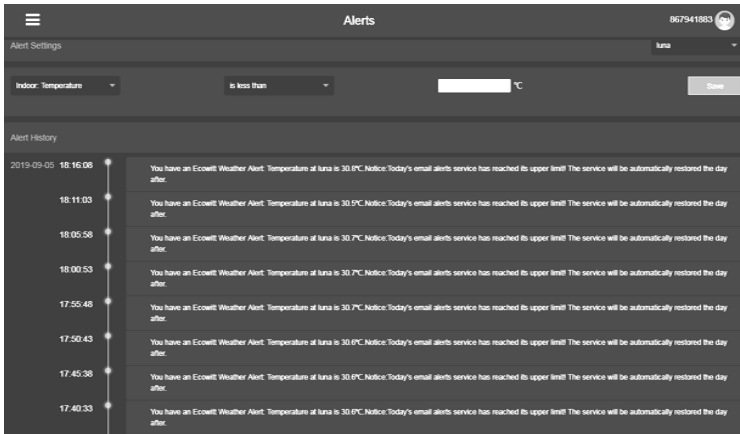 Alerts
867941883
Alert Settings
luna
Indoor: Temperature
is less than
℃
Save
Alert History
2019-09-05 18:16:08
You have an Ecowitt Weather Alert: Temperature at luna is 30.8℃.Notice:Today's email alerts service has reached its upper limit! The service will be automatically restored the day
after.
18:11:03
You have an Ecowitt Weather Alert: Temperature at luna is 30.5℃.Notice:Today's email alerts service has reached its upper limit! The service will be automatically restored the day
after.
18:05:58
You have an Ecowitt Weather Alert: Temperature at luna is 30.7℃.Notice:Today's email alerts service has reached its upper limit! The service will be automatically restored the day
after.
18:00:53
You have an Ecowitt Weather Alert: Temperature at luna is 30.7℃.Notice:Today's email alerts service has reached its upper limit! The service will be automatically restored the day
after.
17:55:48
You have an Ecowitt Weather Alert: Temperature at luna is 30.7℃.Notice:Today's email alerts service has reached its upper limit! The service will be automatically restored the day
after.
17:50:43
You have an Ecowitt Weather Alert: Temperature at luna is 30.6℃.Notice:Today's email alerts service has reached its upper limit! The service will be automatically restored the day
after.
17:45:38
You have an Ecowitt Weather Alert: Temperature at luna is 30.6℃.Notice:Today's email alerts service has reached its upper limit! The service will be automatically restored the day
after.
17:40:33
You have an Ecowitt Weather Alert: Temperature at luna is 30.6℃.Notice:Today's email alerts service has reached its upper limit! The service will be automatically restored the day
after.